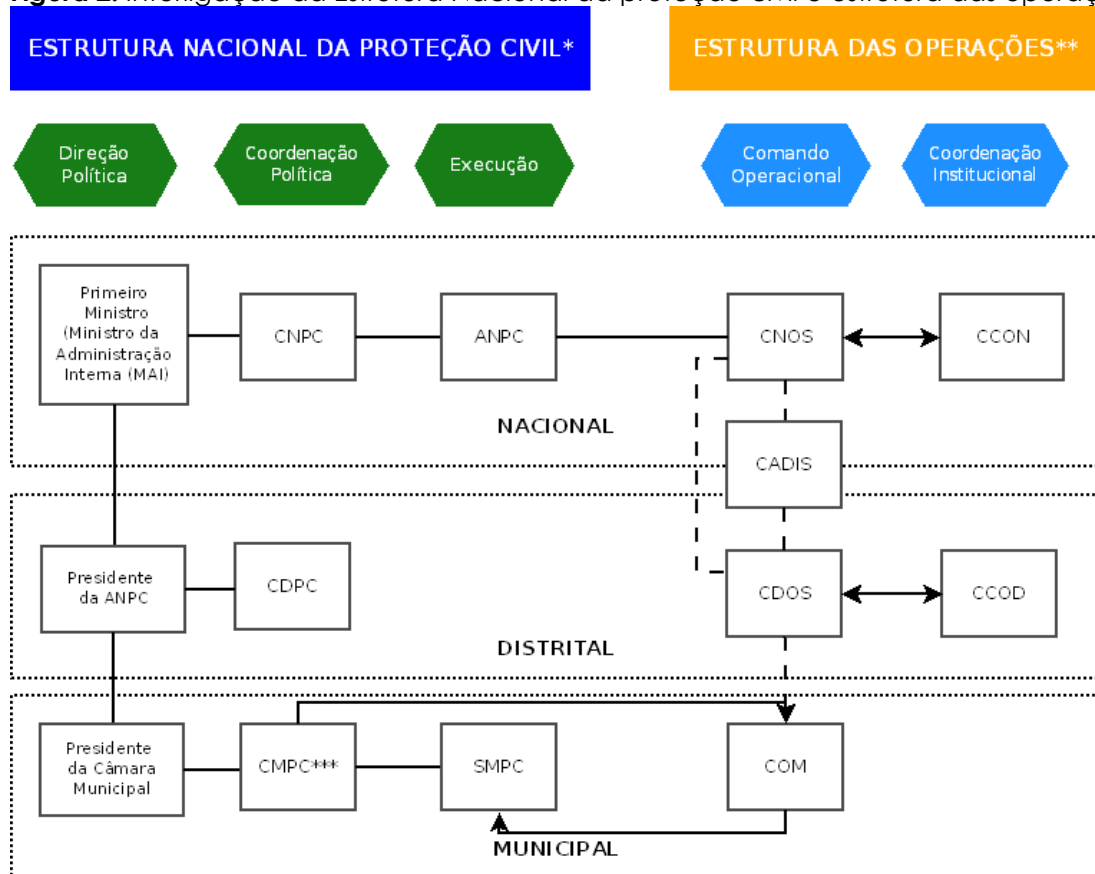 ESTRUTURA NACIONAL DA PROTEÇÃO CIVIL*
ESTRUTURA DAS OPERAÇÕES**
Direção
Política
Coordenação
Política
Execução
Comando
Operacional
Coordenação
Institucional
Primeiro
Ministro
(Ministro da
Administração
Interna (MAI)
CNPC
ANPC
CNOS
CCON
NACIONAL
CADIS
Presidente
da ANPC
CDPC
CDOS
CCOD
DISTRITAL
Presidente
da Câmara
Municipal
CMPC***
SMPC
COM
MUNICIPAL